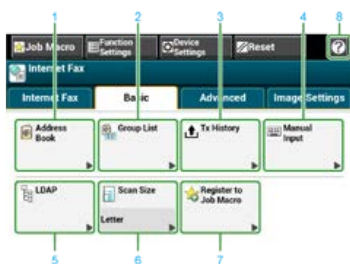 1 2 3 4 8
Job Macro Function Settings Device Settings Reset ?
Internet Fax
Internet Fax Basic Advanced Image Settings
Address Book Group List Tx History Manual Input
LDAP Scan Size Register to Job Macro
Letter
5 6 7